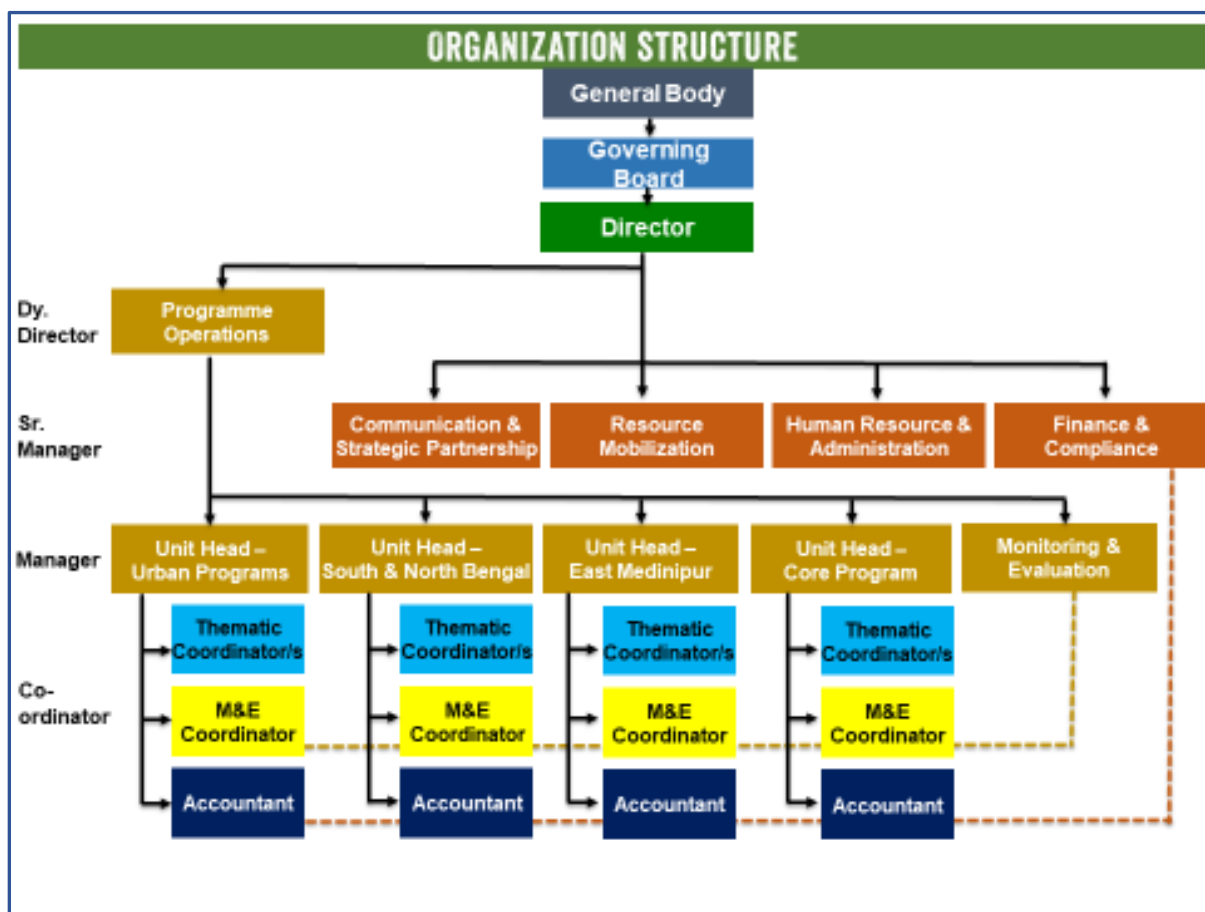 ORGANIZATION STRUCTURE
General Body
Governing
Board
Director
Dy.
Director
Programme
Operations
Sr.
Manager
Communication &
Strategic Partnership
Resource
Mobilization
Human Resource &
Administration
Finance &
Compliance
Manager
Unit Head –
Urban Programs
Unit Head –
South & North Bengal
Unit Head –
East Medinipur
Unit Head –
Core Program
Monitoring &
Evaluation
Co-
ordinator
Thematic
Coordinator/s
Thematic
Coordinator/s
Thematic
Coordinator/s
Thematic
Coordinator/s
M&E
Coordinator
M&E
Coordinator
M&E
Coordinator
M&E
Coordinator
Accountant
Accountant
Accountant
Accountant